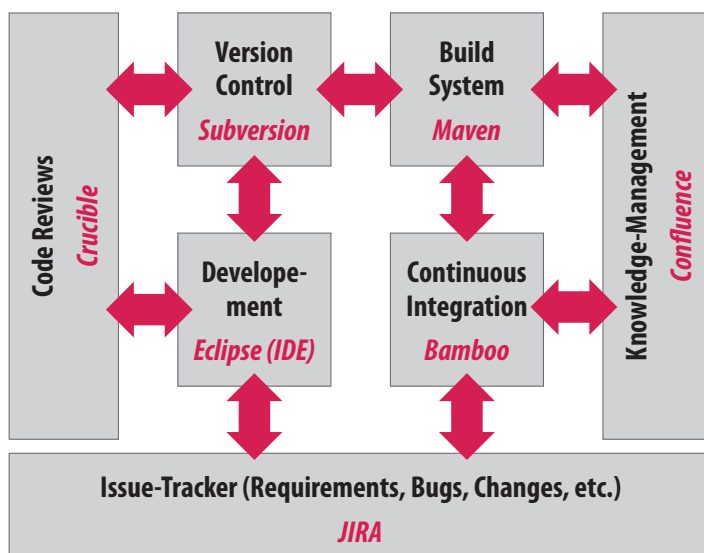 Version
Control
Subversion
Build
System
Maven
Code Reviews
Crucible
Develope-
ment
Eclipse (IDE)
Continuous
Integration
Bamboo
Knowledge-Management
Confluence
Issue-Tracker (Requirements, Bugs, Changes, etc.)
JIRA